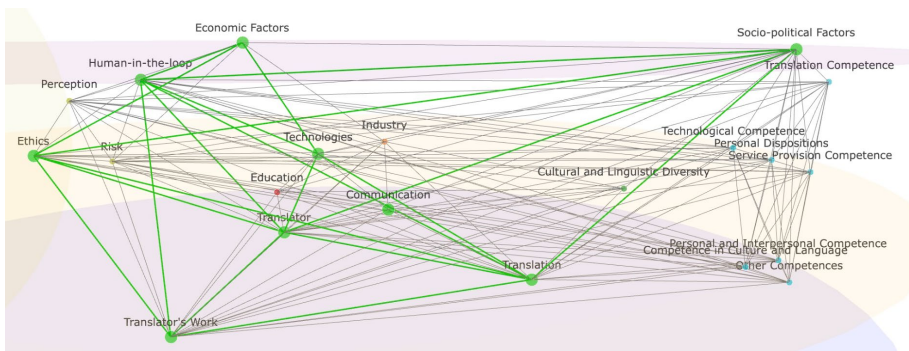 Economic Factors
Socio-political Factors
Human-in-the-loop
Translation Competence
Perception
Industry
Technological Competence
Ethics
Technologies
Personal Dispositions
Risk
Service Provision Competence
Education
Cultural and Linguistic Diversity
Communication
Translator
Personal and Interpersonal Competence
Competence in Culture and Language
Translation
Other Competences
Translator's Work